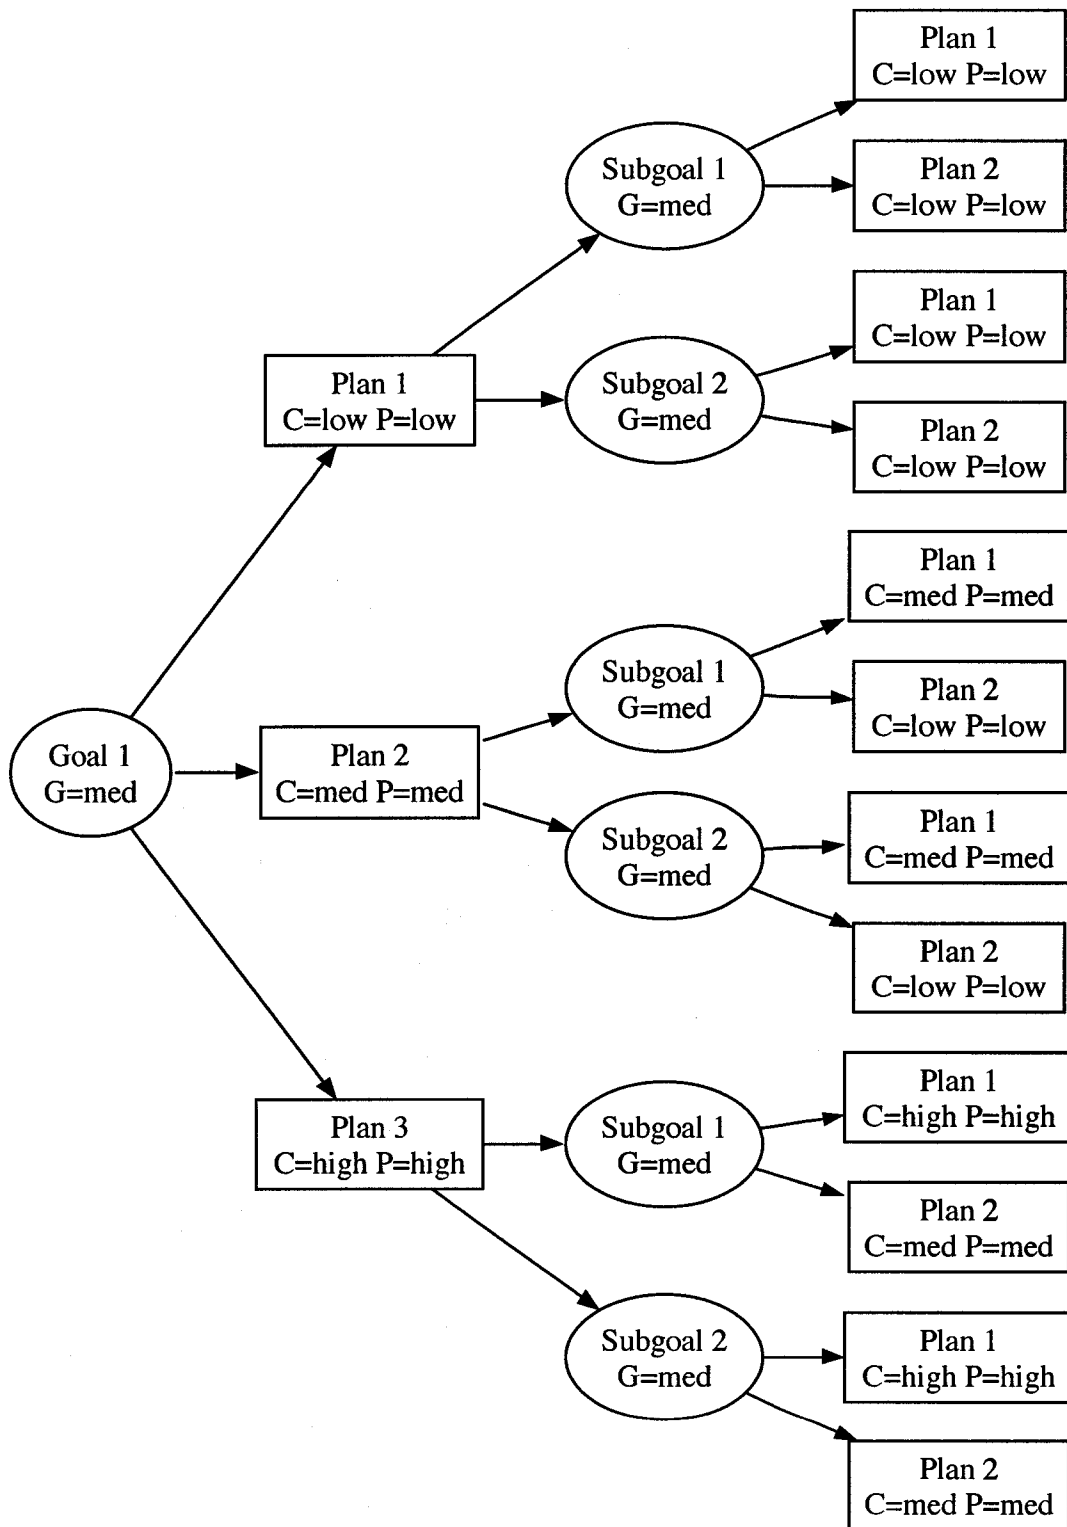 Plan 1
C=low P=low
Subgoal 1
G=med
Plan 2
C=low P=low
Plan 1
C=low P=low
Plan 1
C=low P=low
Subgoal 2
G=med
Plan 2
C=low P=low
Plan 1
C=med P=med
Subgoal 1
G=med
Plan 2
C=low P=low
Goal 1
G=med
Plan 2
C=med P=med
Plan 1
C=med P=med
Subgoal 2
G=med
Plan 2
C=low P=low
Plan 3
C=high P=high
Subgoal 1
G=med
Plan 1
C=high P=high
Plan 2
C=med P=med
Subgoal 2
G=med
Plan 1
C=high P=high
Plan 2
C=med P=med